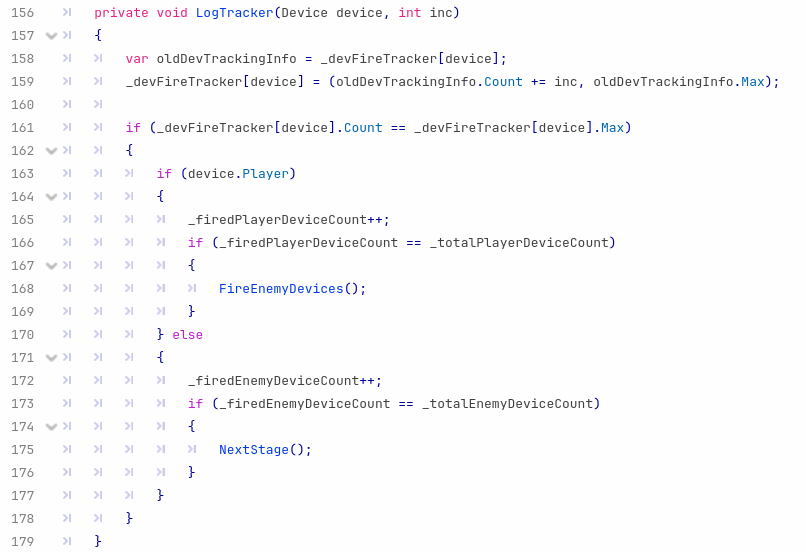 156 private void LogTracker(Device device, int inc)
157 {
158 var oldDevTrackingInfo = _devFireTracker[device];
159 _devFireTracker[device] = (oldDevTrackingInfo.Count += inc, oldDevTrackingInfo.Max);
160
161 if (_devFireTracker[device].Count == _devFireTracker[device].Max)
162 {
163 if (device.Player)
164 {
165 _firedPlayerDeviceCount++;
166 if (_firedPlayerDeviceCount == _totalPlayerDeviceCount)
167 {
168 FireEnemyDevices();
169 }
170 } else
171 {
172 _firedEnemyDeviceCount++;
173 if (_firedEnemyDeviceCount == _totalEnemyDeviceCount)
174 {
175 NextStage();
176 }
177 }
178 }
179 }